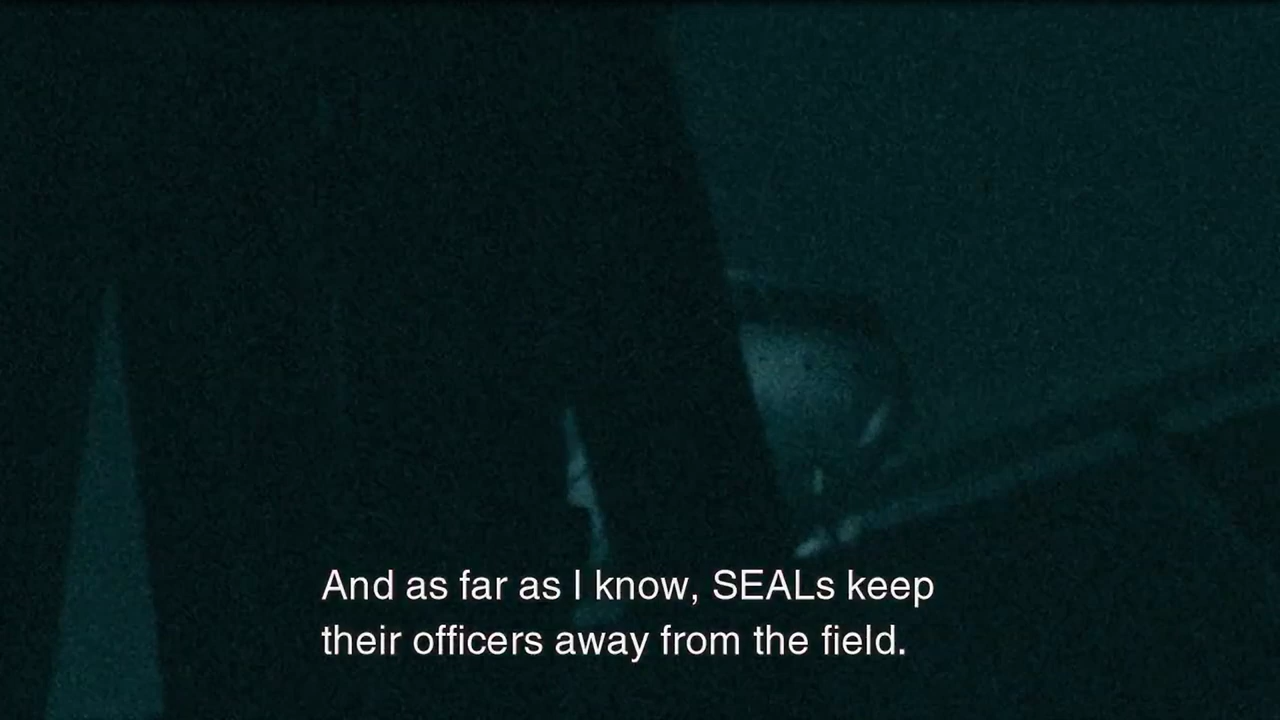 And as far as I know, SEALs keep
their officers away from the field.